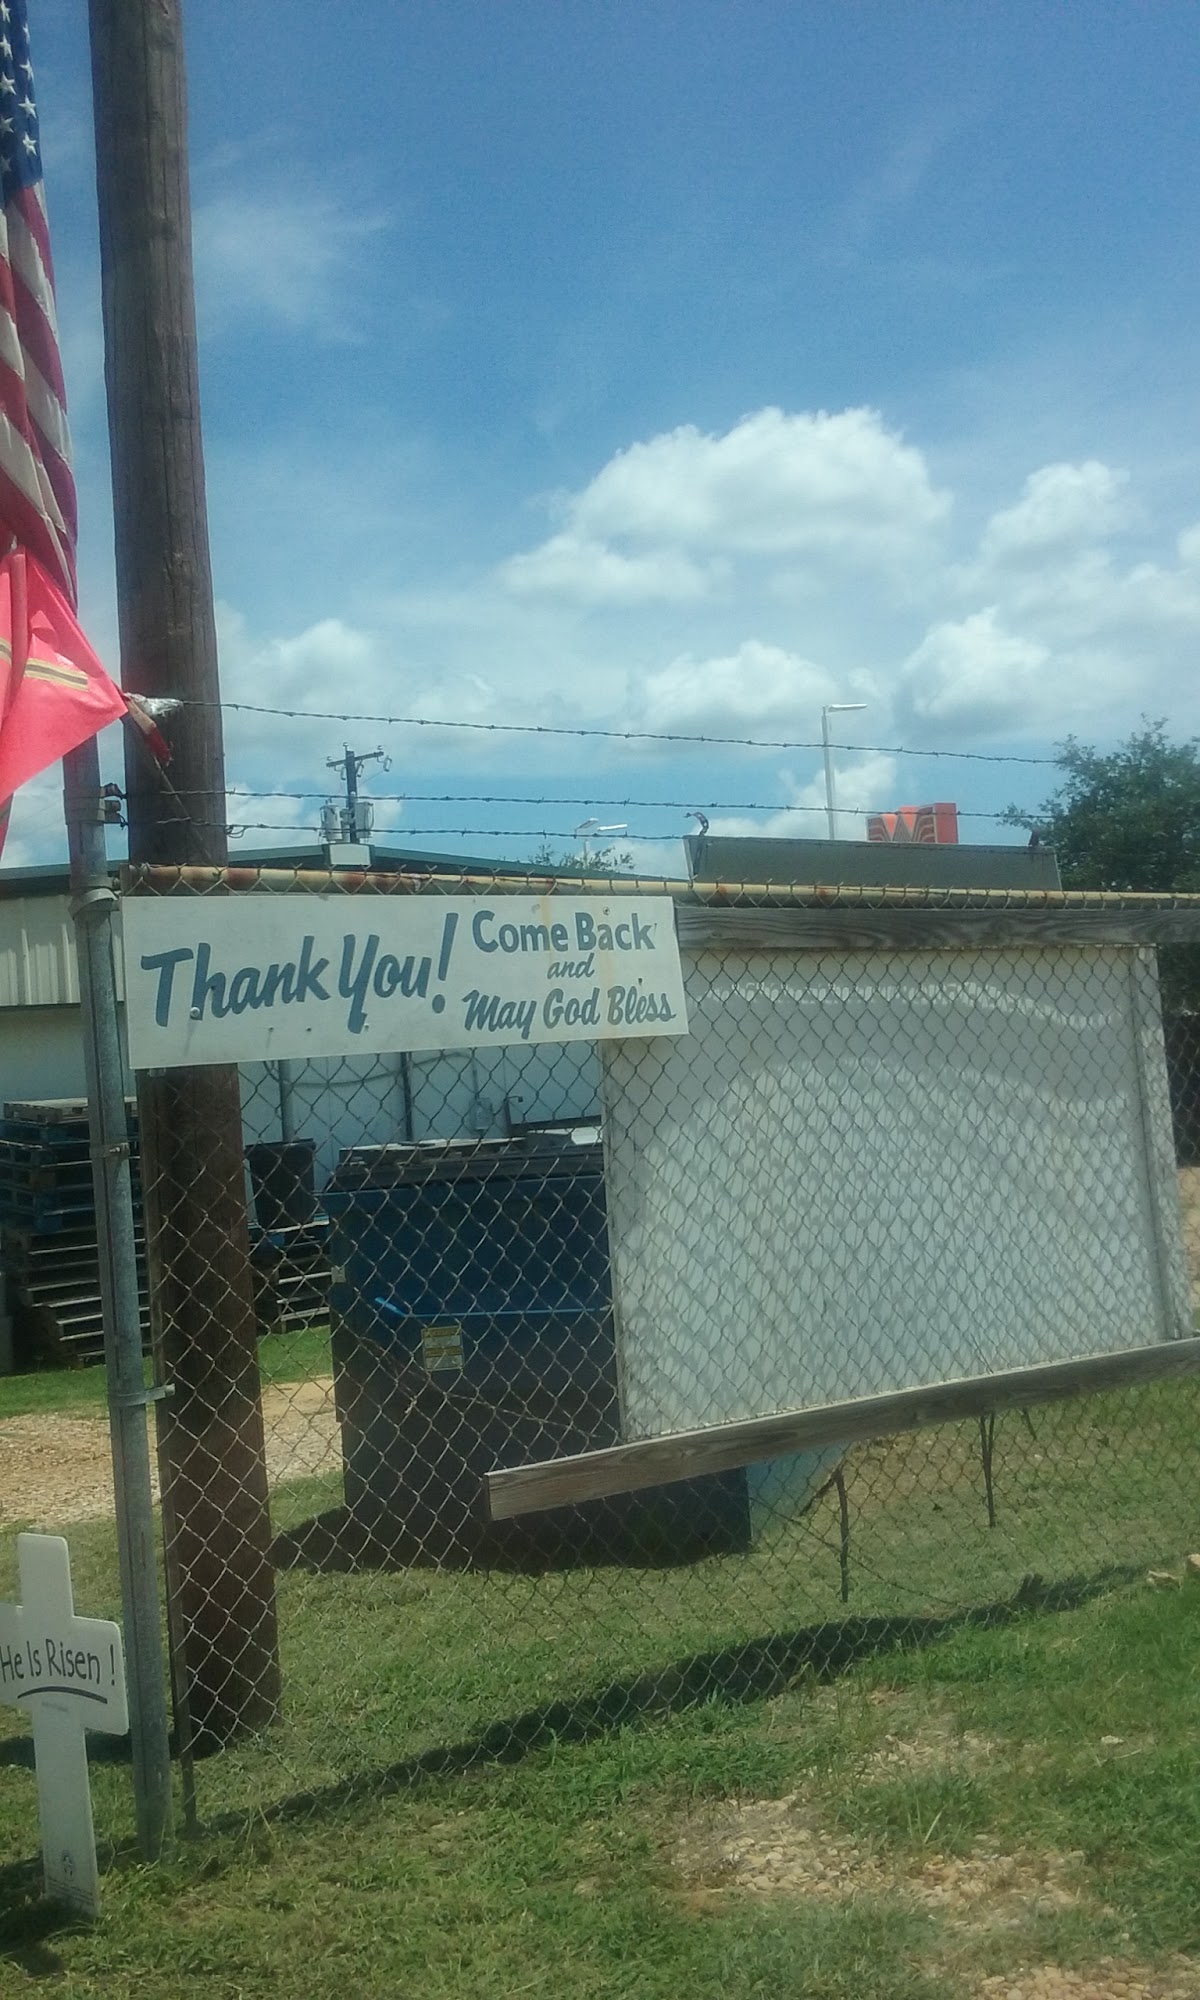 Thank You!
Come Back
and
May God Bless
He Is Risen!
W